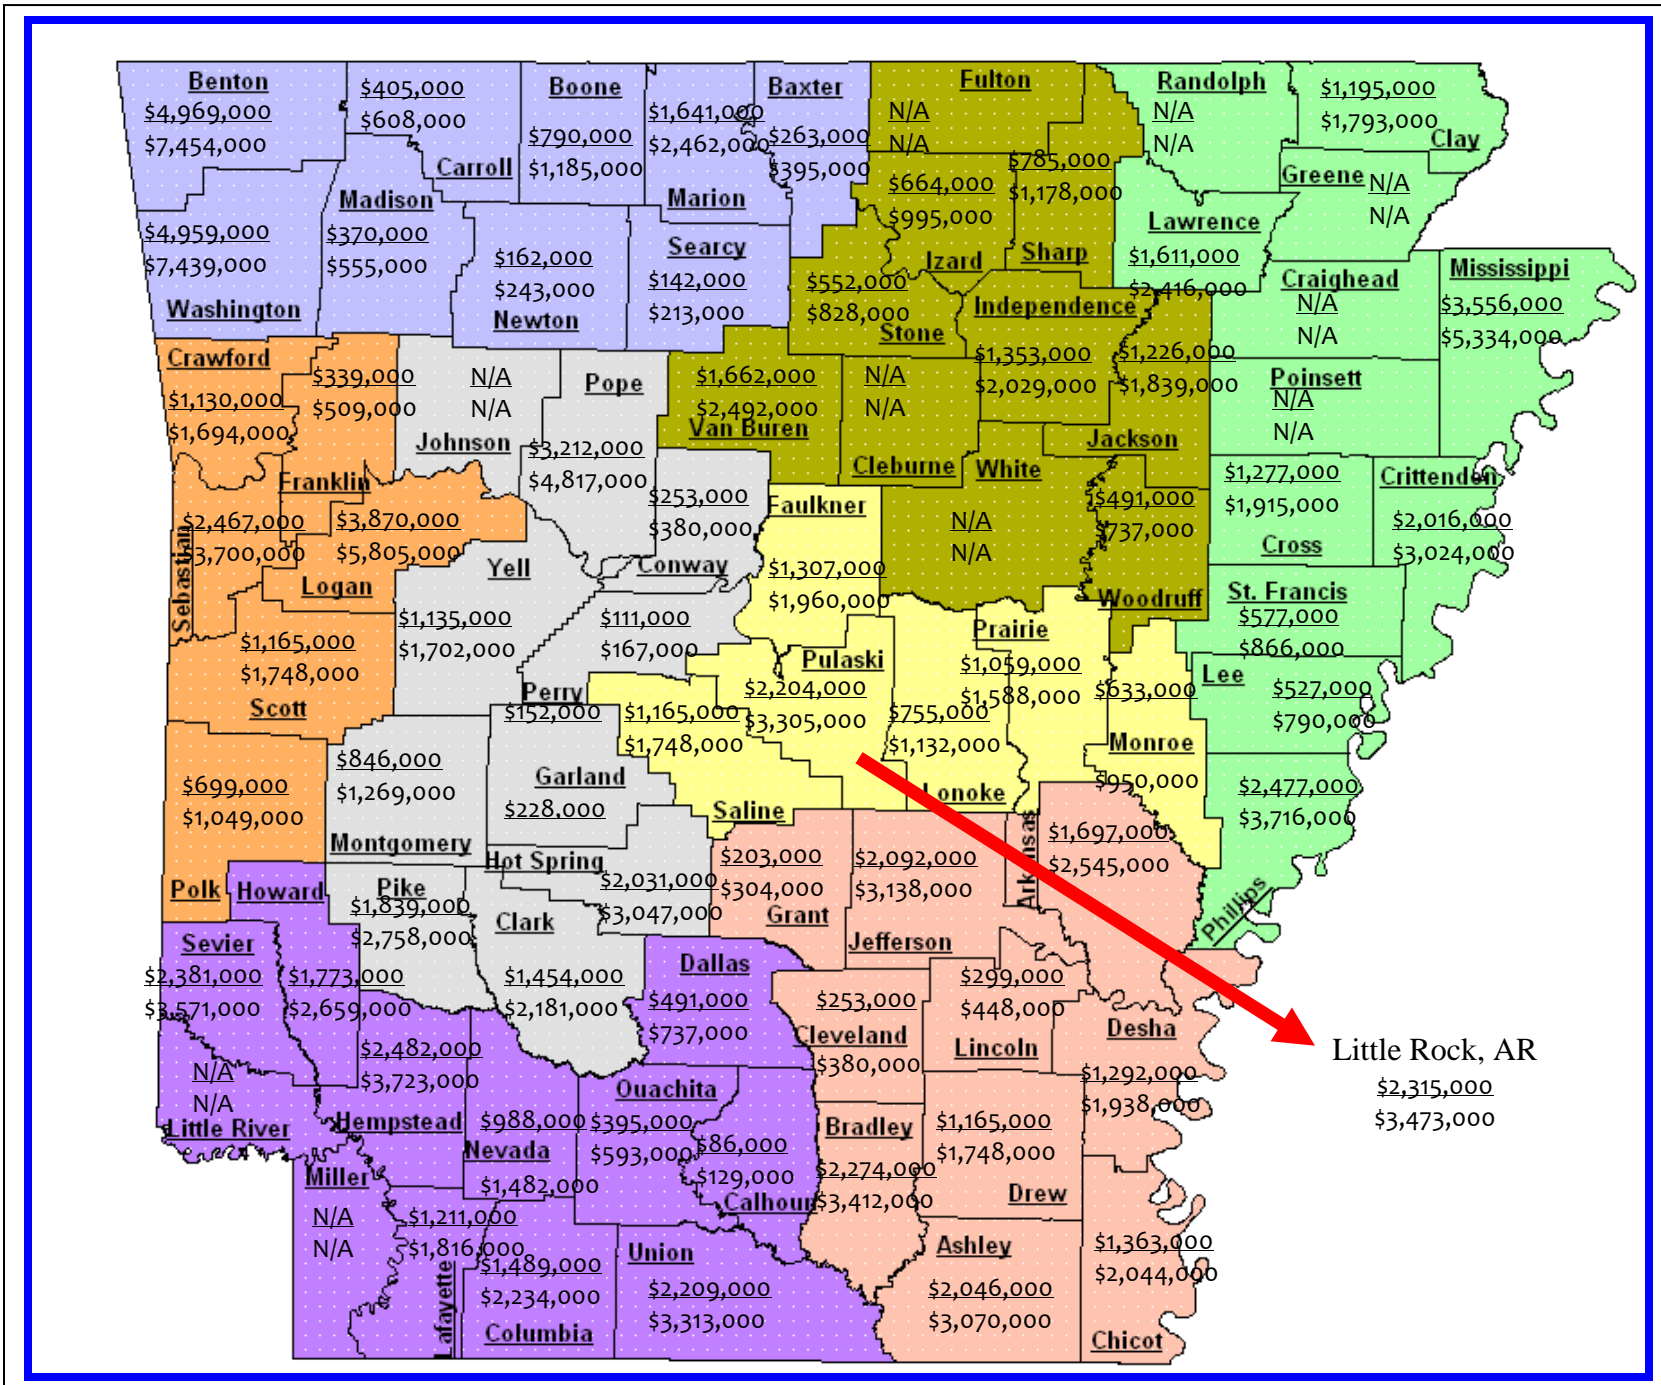 Benton
$4,969,000
$7,454,000
$405,000
$608,000
Carroll
Boone
$790,000
$1,185,000
$1,641,000
$2,462,000
Marion
Baxter
$263,000
$395,000
Fulton
N/A
N/A
Randolph
N/A
N/A
$1,195,000
$1,793,000
Clay
$4,959,000
$7,439,000
Washington
Madison
$370,000
$555,000
$162,000
$243,000
Newton
Searcy
$142,000
$213,000
$664,000
$995,000
Izard
$785,000
$1,178,000
Sharp
Lawrence
$1,611,000
$2,416,000
Greene
N/A
N/A
Craighead
N/A
N/A
Mississippi
$3,556,000
$5,334,000
$552,000
$828,000
Stone
Independence
$1,353,000
$2,029,000
$1,226,000
$1,839,000
Jackson
Crawford
$1,130,000
$1,694,000
$339,000
$509,000
Franklin
N/A
N/A
Johnson
Pope
$3,212,000
$4,817,000
$1,662,000
$2,492,000
Van Buren
N/A
N/A
Cleburne
White
N/A
N/A
Poinsett
N/A
N/A
$1,277,000
$1,915,000
Cross
Crittenden
$2,016,000
$3,024,000
$2,467,000
$3,700,000
Sebastian
$3,870,000
$5,805,000
Logan
Yell
$1,135,000
$1,702,000
$253,000
$380,000
Conway
Faulkner
$1,307,000
$1,960,000
$491,000
$737,000
Woodruff
St. Francis
$577,000
$866,000
$1,165,000
$1,748,000
Scott
$111,000
$167,000
Perry
Pulaski
$2,204,000
$3,305,000
Prairie
$1,059,000
$1,588,000
$633,000
Monroe
$950,000
Lee
$527,000
$790,000
$152,000
Garland
$228,000
$1,165,000
$1,748,000
Saline
$755,000
$1,132,000
Lonoke
$699,000
$1,049,000
Polk
$846,000
$1,269,000
Montgomery
Hot Spring
$2,031,000
$3,047,000
$203,000
$304,000
Grant
$2,092,000
$3,138,000
Jefferson
Arkansas
$1,697,000
$2,545,000
$2,477,000
$3,716,000
Phillips
Howard
$1,773,000
$2,659,000
Pike
$1,839,000
$2,758,000
Clark
$1,454,000
$2,181,000
Sevier
$2,381,000
$3,571,000
Dallas
$491,000
$737,000
$253,000
Cleveland
$380,000
$299,000
$448,000
Lincoln
Desha
$1,292,000
$1,938,000
Little Rock, AR
$2,315,000
$3,473,000
N/A
N/A
Little River
$2,482,000
$3,723,000
Hempstead
$988,000
Nevada
$1,482,000
Ouachita
$395,000
$593,000
$86,000
$129,000
Calhoun
Bradley
$2,274,000
$3,412,000
$1,165,000
$1,748,000
Drew
Miller
N/A
N/A
$1,211,000
$1,816,000
Lafayette
$1,489,000
$2,234,000
Columbia
Union
$2,209,000
$3,313,000
Ashley
$2,046,000
$3,070,000
$1,363,000
$2,044,000
Chicot